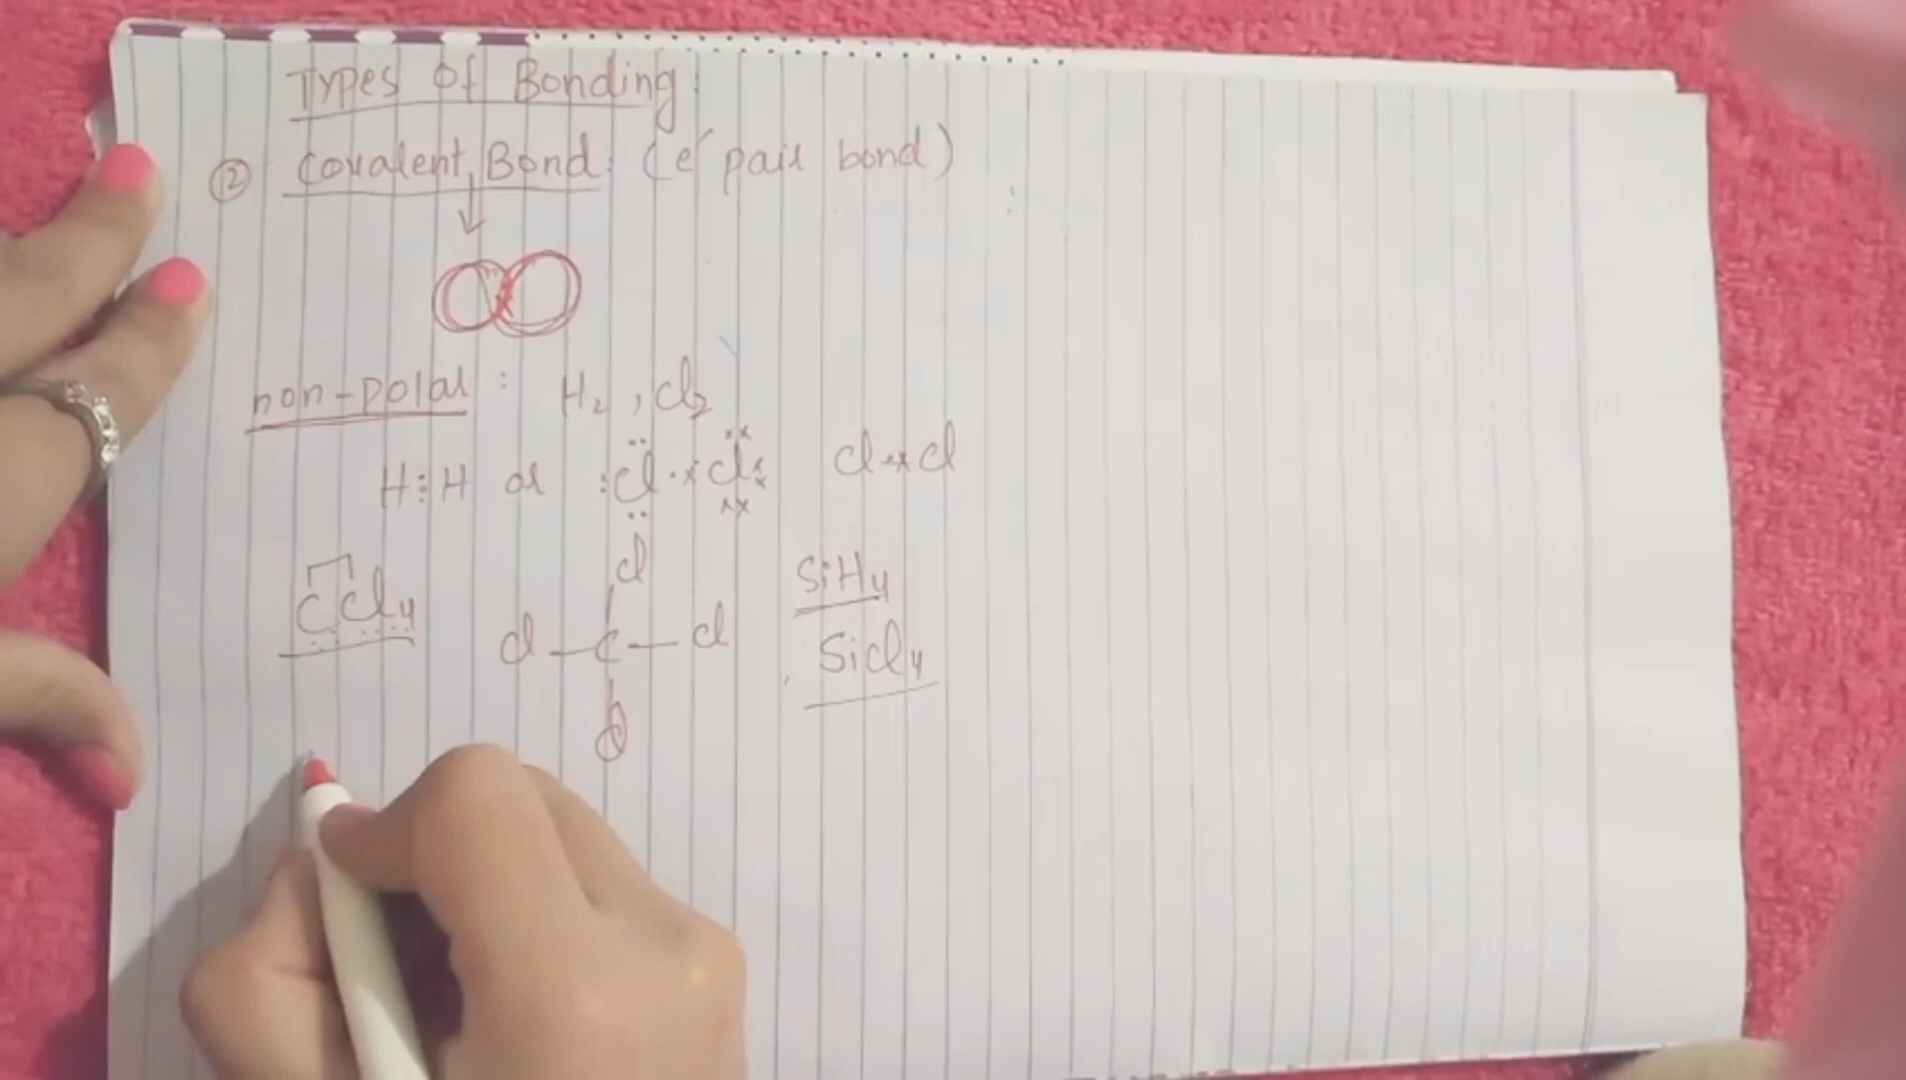 Types Of Bonding:
② Covalent Bond: (e⁻ pair bond)
non-polar : H₂ , Cl₂
H:H or :Cl·×Cl Cl·×Cl
Cl
CCl₄ Cl—C—Cl SiH₄
SiCl₄
Cl